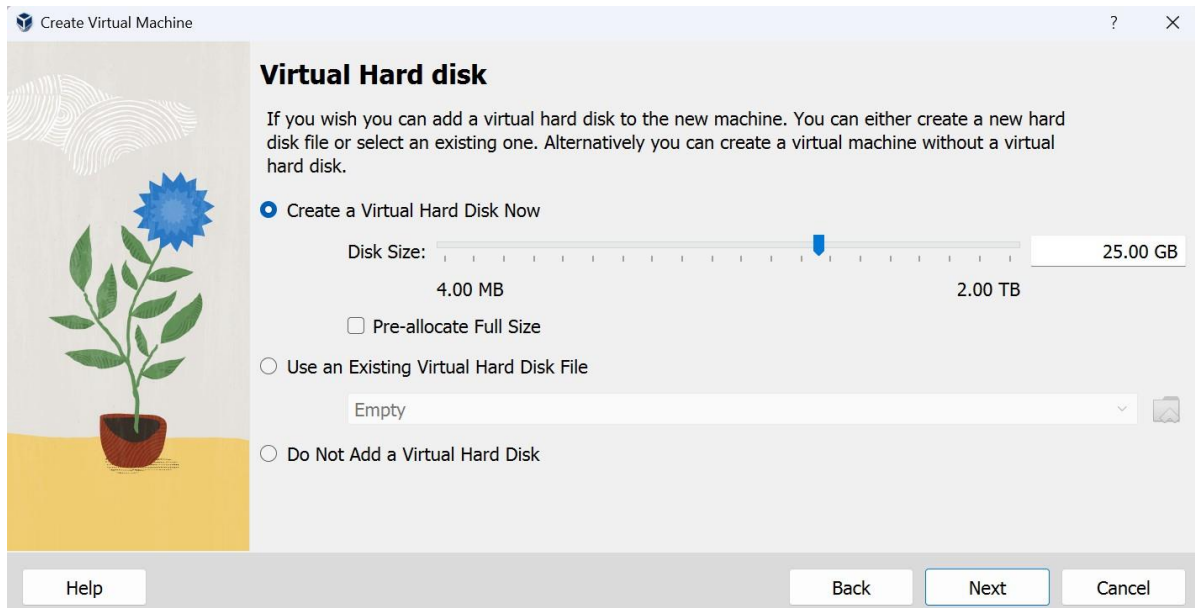 Create Virtual Machine
?
Virtual Hard disk
If you wish you can add a virtual hard disk to the new machine. You can either create a new hard
disk file or select an existing one. Alternatively you can create a virtual machine without a virtual
hard disk.
Create a Virtual Hard Disk Now
Disk Size:
25.00 GB
4.00 MB
2.00 TB
Pre-allocate Full Size
Use an Existing Virtual Hard Disk File
Empty
Do Not Add a Virtual Hard Disk
Help
Back
Next
Cancel